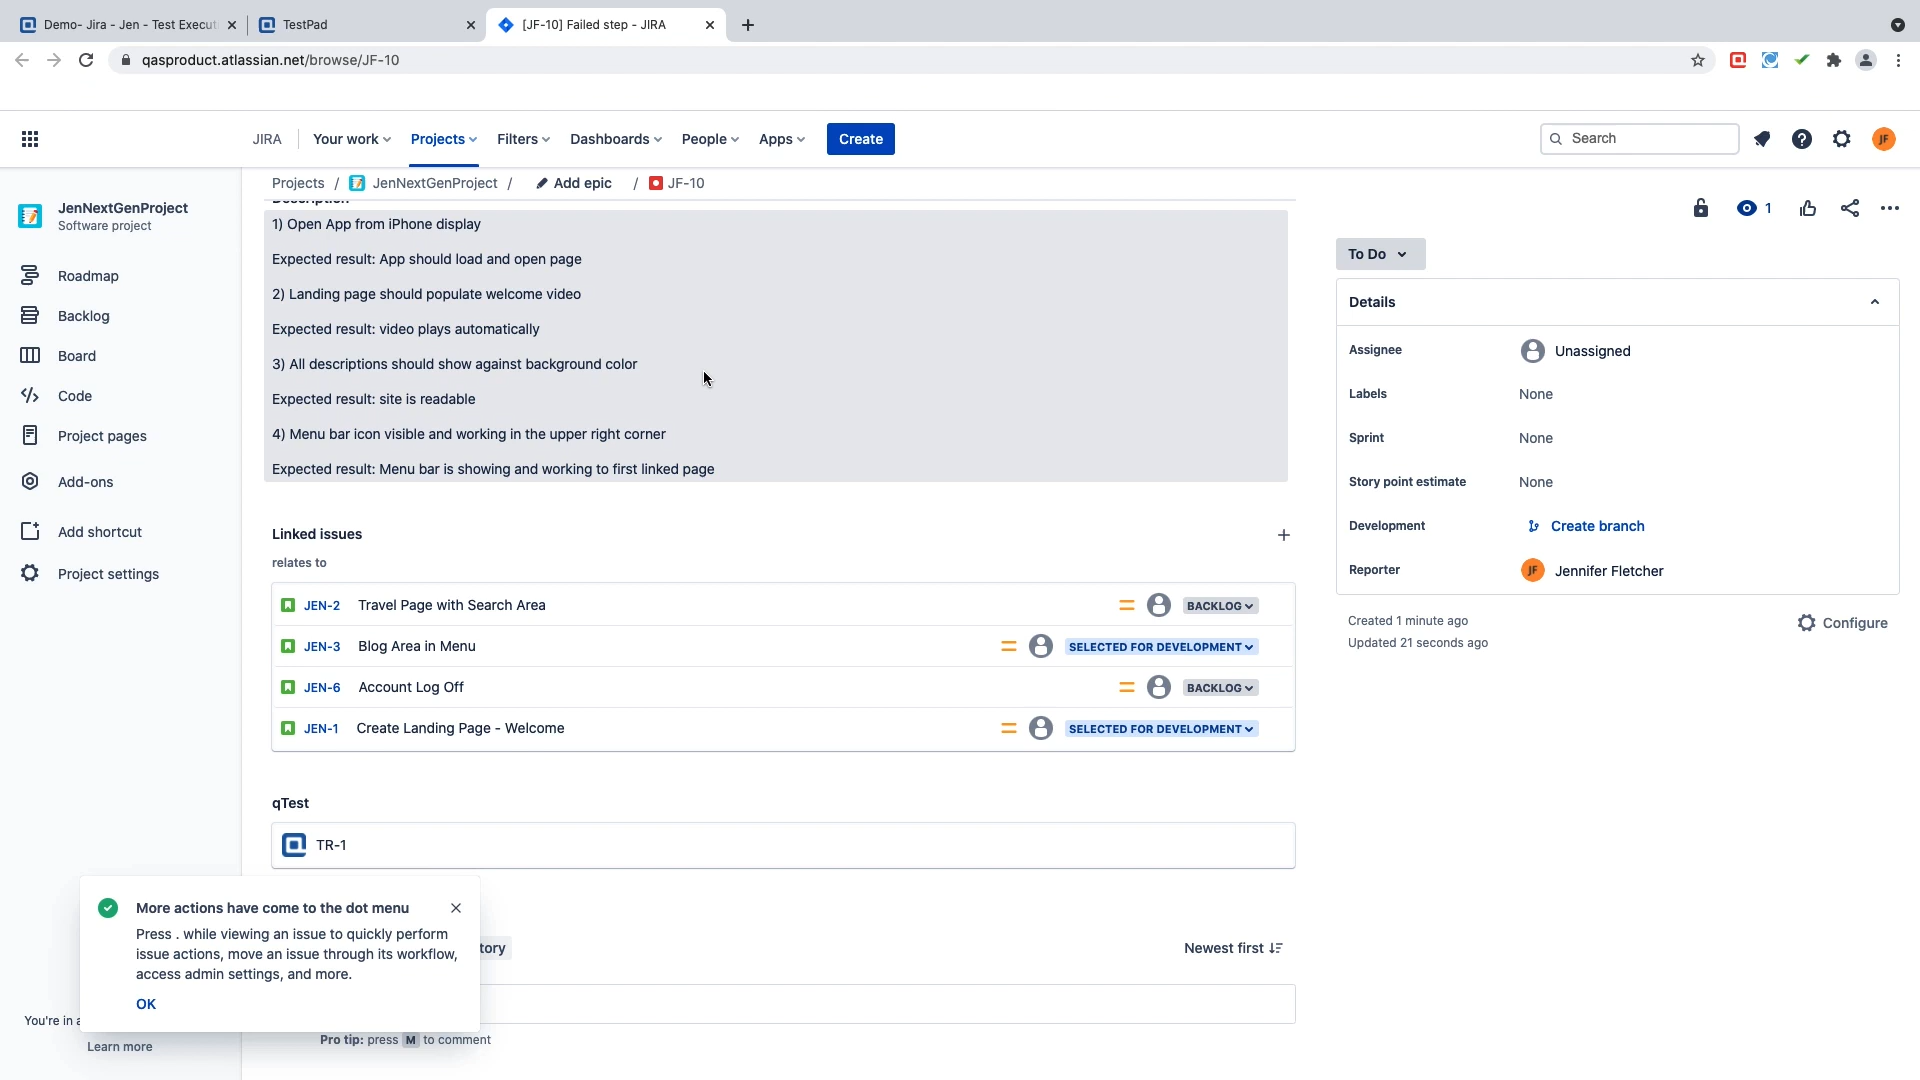 Demo- Jira - Jen - Test Execut
TestPad
[JF-10] Failed step - JIRA
qasproduct.atlassian.net/browse/JF-10
JIRA
Your work
Projects
Filters
Dashboards
People
Apps
Create
Search
JF
JenNextGenProject
Software project
Roadmap
Backlog
Board
Code
Project pages
Add-ons
Add shortcut
Project settings
You're in a
Learn more
Projects / JenNextGenProject / Add epic / JF-10
Description
1) Open App from iPhone display
Expected result: App should load and open page
2) Landing page should populate welcome video
Expected result: video plays automatically
3) All descriptions should show against background color
Expected result: site is readable
4) Menu bar icon visible and working in the upper right corner
Expected result: Menu bar is showing and working to first linked page
Linked issues
relates to
JEN-2 Travel Page with Search Area BACKLOG
JEN-3 Blog Area in Menu SELECTED FOR DEVELOPMENT
JEN-6 Account Log Off BACKLOG
JEN-1 Create Landing Page - Welcome SELECTED FOR DEVELOPMENT
qTest
TR-1
tory
Newest first
Pro tip: press M to comment
More actions have come to the dot menu
Press . while viewing an issue to quickly perform
issue actions, move an issue through its workflow,
access admin settings, and more.
OK
1
To Do
Details
Assignee Unassigned
Labels None
Sprint None
Story point estimate None
Development Create branch
Reporter JF Jennifer Fletcher
Created 1 minute ago
Updated 21 seconds ago
Configure